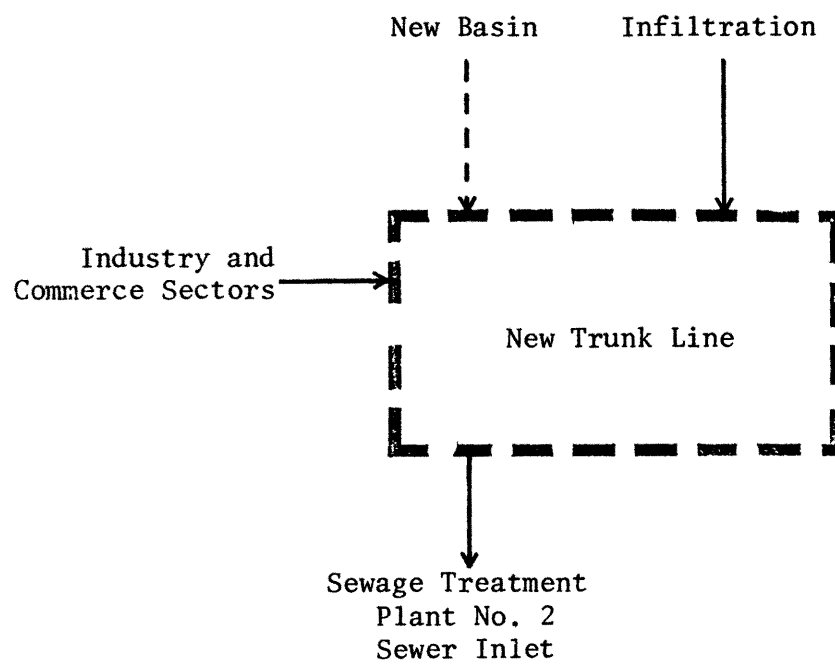 New Basin
Infiltration
Industry and
Commerce Sectors
New Trunk Line
Sewage Treatment
Plant No. 2
Sewer Inlet